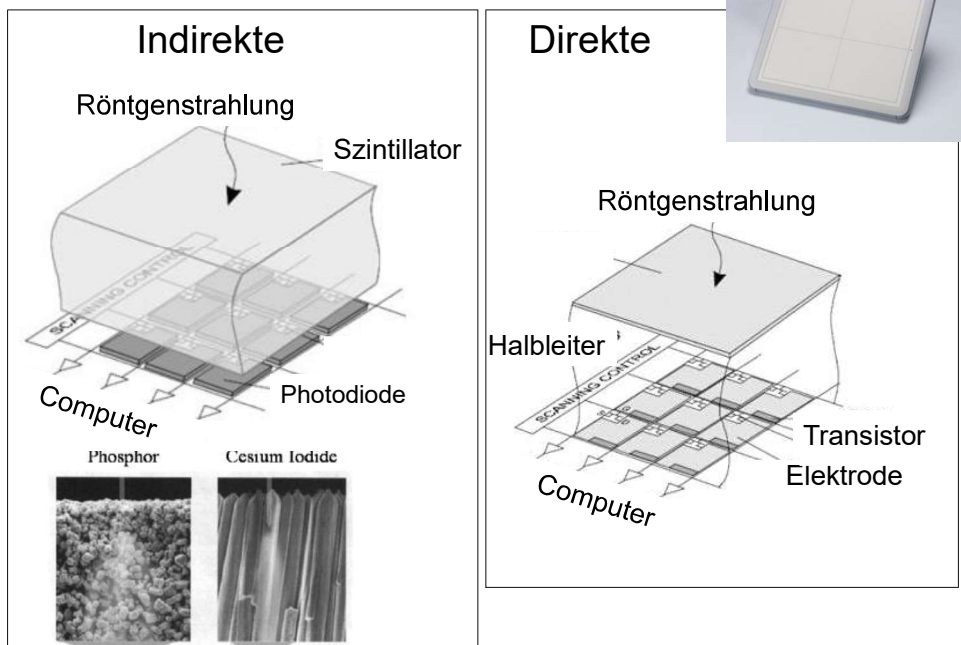 Indirekte
Röntgenstrahlung
Szintillator
SCANNING CONTROL
Photodiode
Computer
Phosphor
Cesium Iodide
Direkte
Röntgenstrahlung
Halbleiter
SCANNING CONTROL
Transistor
Elektrode
Computer